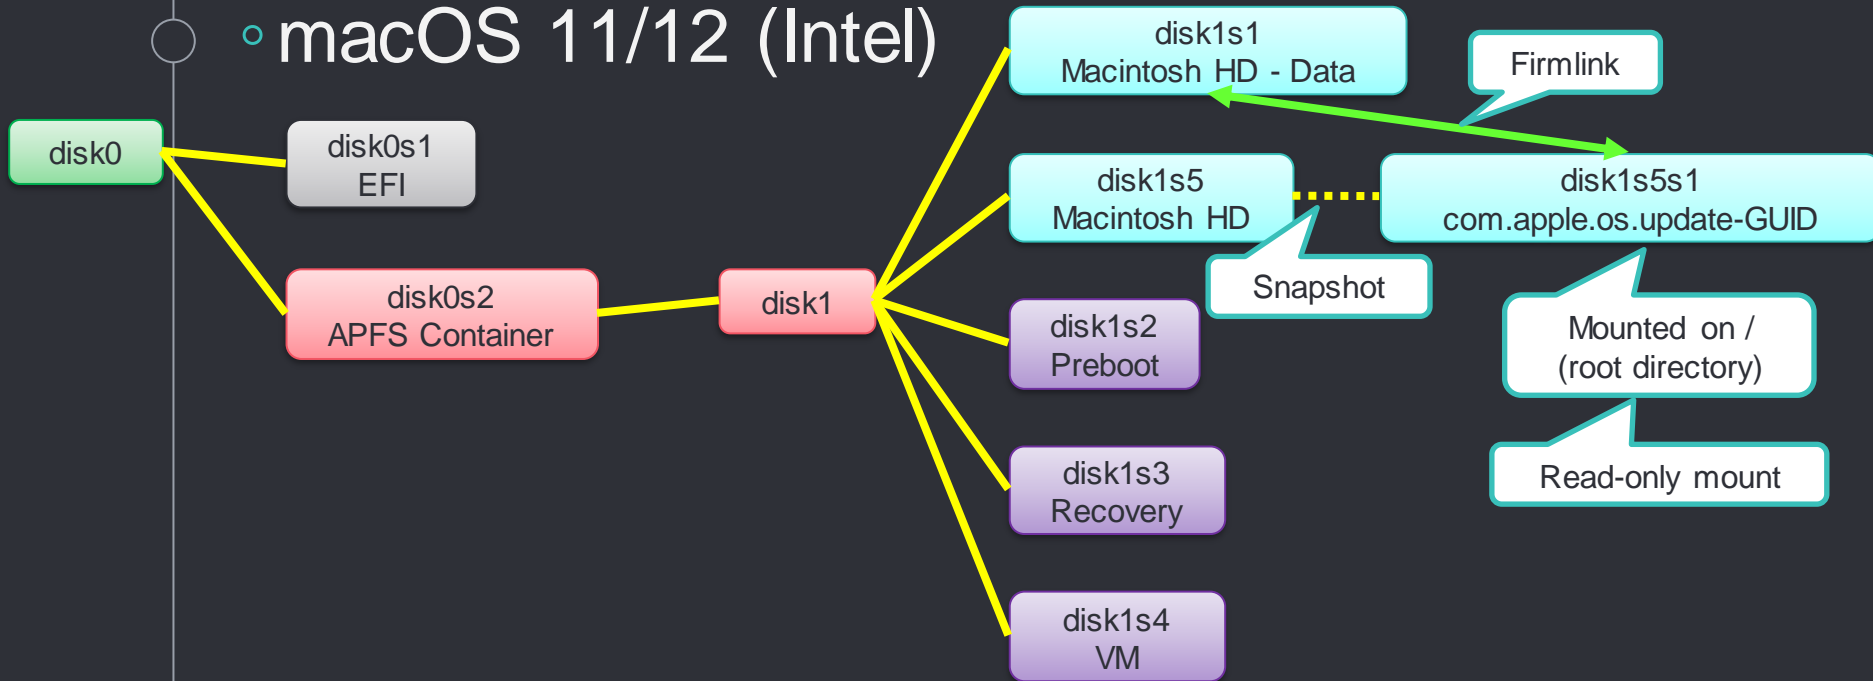 macOS 11/12 (Intel)
disk0
disk0s1
EFI
disk0s2
APFS Container
disk1
disk1s1
Macintosh HD - Data
Firmlink
disk1s5
Macintosh HD
disk1s5s1
com.apple.os.update-GUID
Snapshot
Mounted on /
(root directory)
Read-only mount
disk1s2
Preboot
disk1s3
Recovery
disk1s4
VM